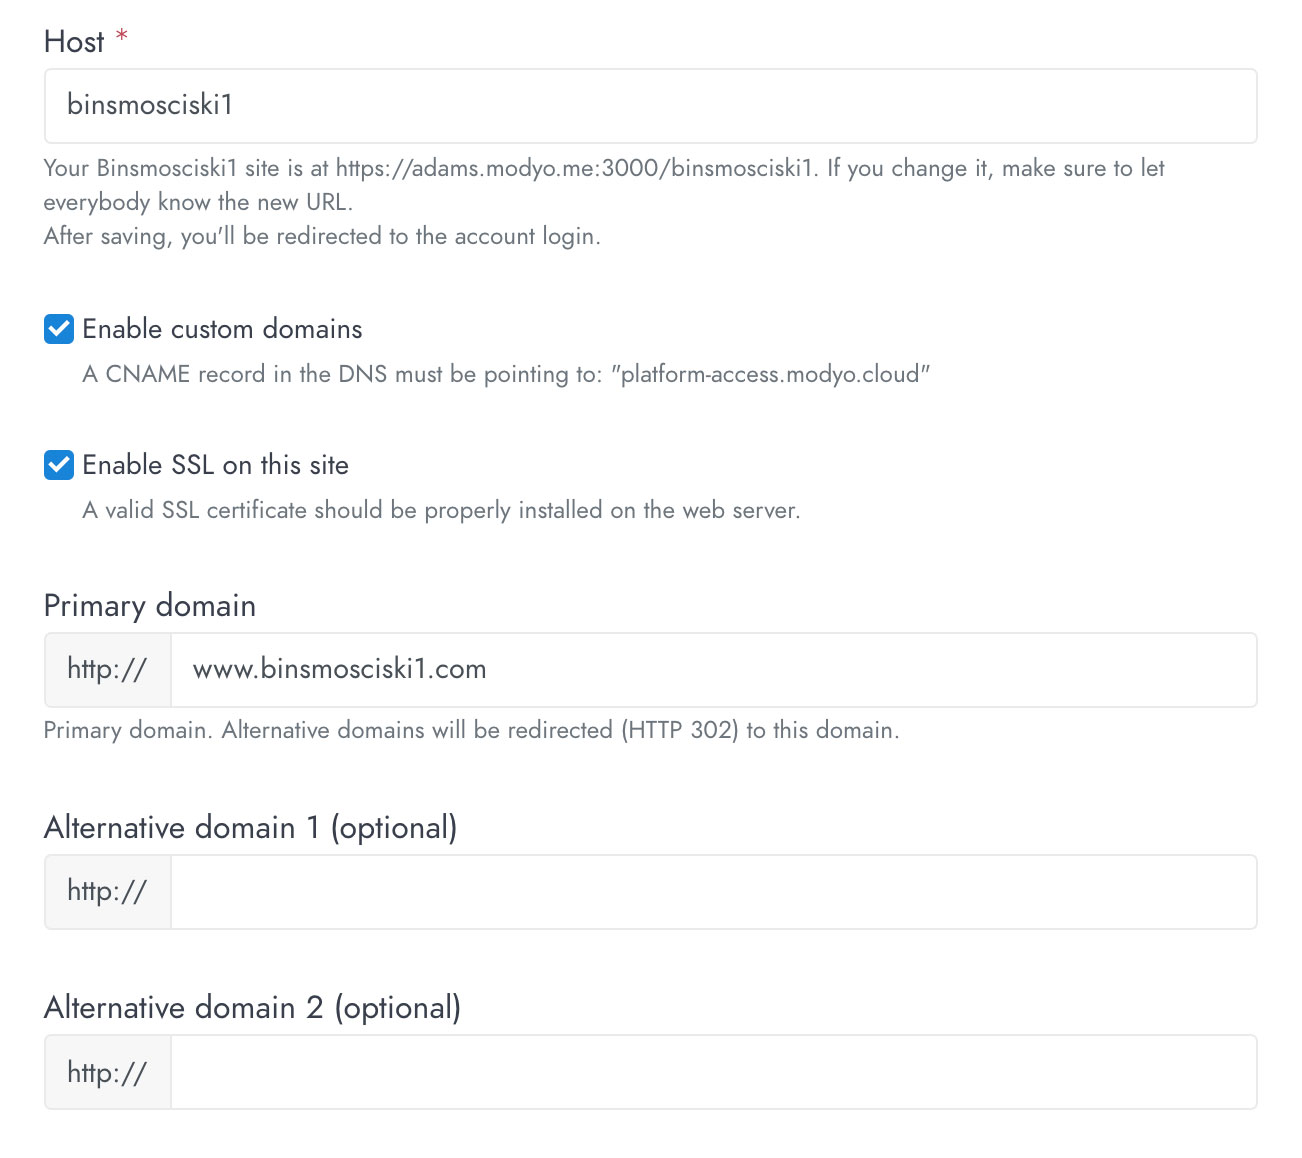 Host *
binsmosciski1
Your Binsmosciski1 site is at https://adams.modyo.me:3000/binsmosciski1. If you change it, make sure to let
everybody know the new URL.
After saving, you'll be redirected to the account login.
Enable custom domains
A CNAME record in the DNS must be pointing to: "platform-access.modyo.cloud"
Enable SSL on this site
A valid SSL certificate should be properly installed on the web server.
Primary domain
http:// www.binsmosciski1.com
Primary domain. Alternative domains will be redirected (HTTP 302) to this domain.
Alternative domain 1 (optional)
http://
Alternative domain 2 (optional)
http://